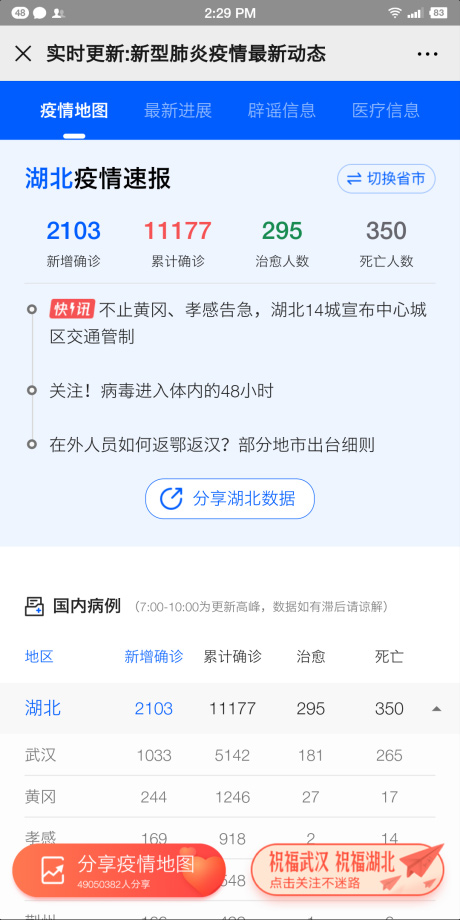 48 2:29 PM 83
实时更新:新型肺炎疫情最新动态
疫情地图 最新进展 辟谣信息 医疗信息
湖北疫情速报 切换省市
2103 11177 295 350
新增确诊 累计确诊 治愈人数 死亡人数
快讯 不止黄冈、孝感告急，湖北14城宣布中心城
区交通管制
关注！病毒进入体内的48小时
在外人员如何返鄂返汉？部分地市出台细则
分享湖北数据
国内病例 （7:00-10:00为更新高峰，数据如有滞后请谅解）
地区 新增确诊 累计确诊 治愈 死亡
湖北 2103 11177 295 350
武汉 1033 5142 181 265
黄冈 244 1246 27 17
孝感 169 918 2 14
分享疫情地图
49050382人分享
祝福武汉 祝福湖北
点击关注不迷路
荆州